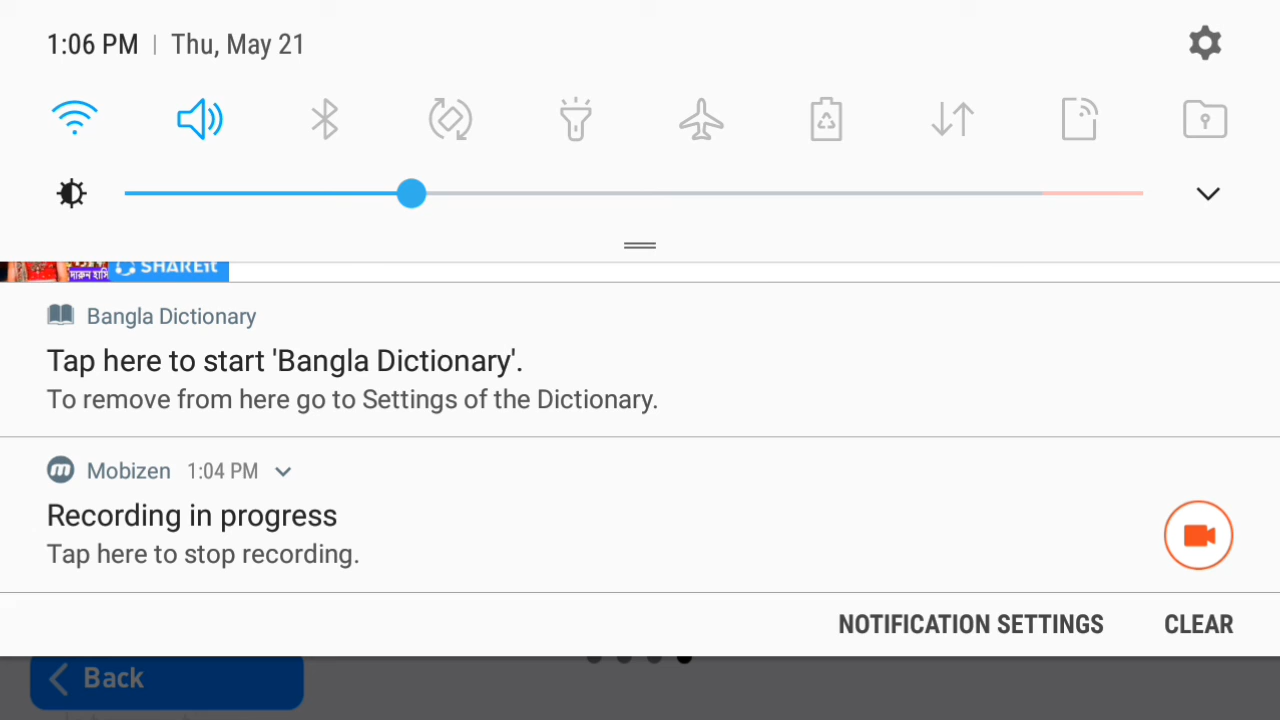 1:06 PM | Thu, May 21
দারুন হাসি SHAREit
Bangla Dictionary
Tap here to start 'Bangla Dictionary'.
To remove from here go to Settings of the Dictionary.
Mobizen 1:04 PM
Recording in progress
Tap here to stop recording.
NOTIFICATION SETTINGS CLEAR
Back